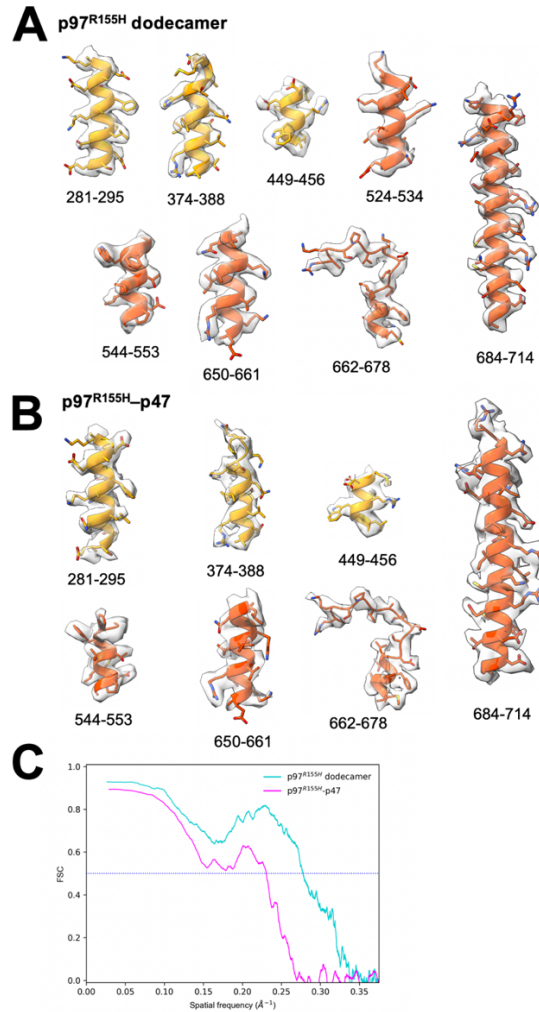 A p97R155H dodecamer
281-295
374-388
449-456
524-534
544-553
650-661
662-678
684-714
B p97R155H–p47
281-295
374-388
449-456
544-553
650-661
662-678
684-714
C
p97R155H dodecamer
p97R155H-p47
1.0
0.8
0.6
0.4
0.2
0.0
FSC
0.00 0.05 0.10 0.15 0.20 0.25 0.30 0.35
Spatial frequency (Å⁻¹)